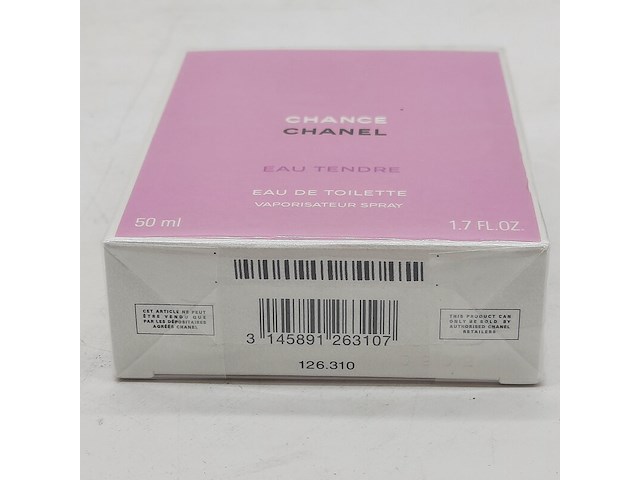 CHANCE
CHANEL
EAU TENDRE
EAU DE TOILETTE
VAPORISATEUR SPRAY
50 ml
1.7 FL.OZ.
CET ARTICLE NE PEUT
ÊTRE VENDU QUE
PAR LES DÉPOSITAIRES
AGRÉÉS CHANEL
THIS PRODUCT CAN
ONLY BE SOLD BY
AUTHORISED CHANEL
RETAILERS
3 145891 263107
126.310